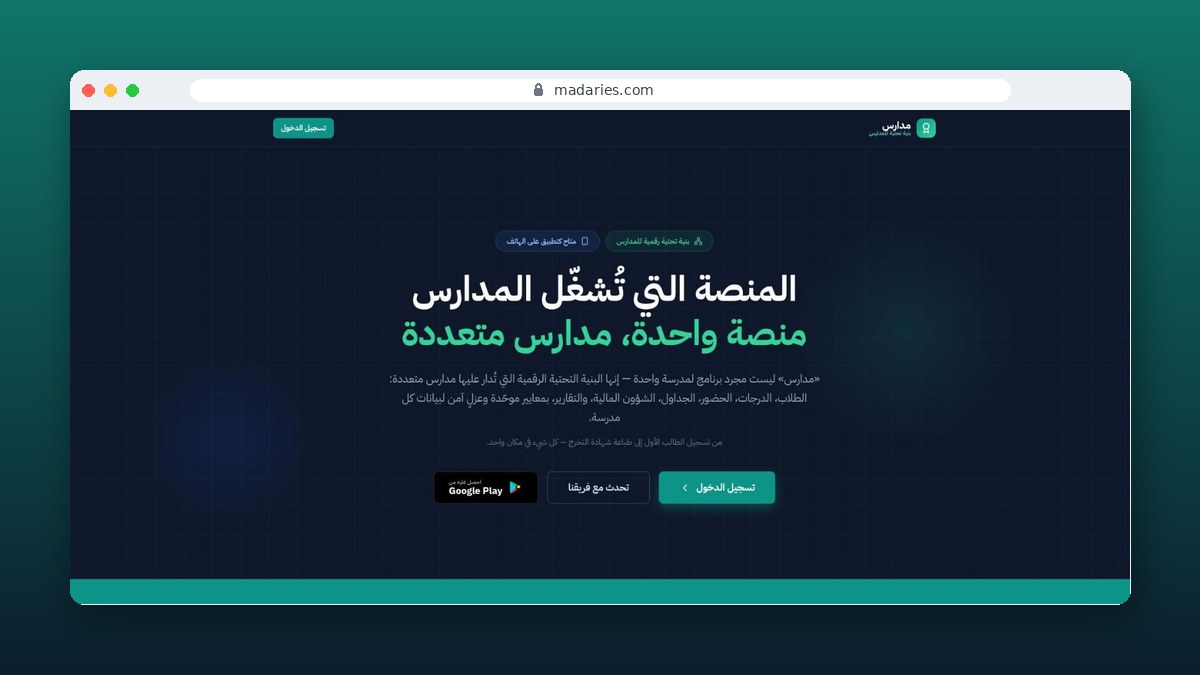 madaries.com
مدارس
بنية تحتية للمدارس
تسجيل الدخول
بنية تحتية رقمية للمدارس
متاح كتطبيق على الهاتف
المنصة التي تُشغّل المدارس
منصة واحدة، مدارس متعددة
«مدارس» ليست مجرد برنامج لمدرسة واحدة — إنها البنية التحتية الرقمية التي تُدار عليها مدارس متعددة:
الطلاب، الدرجات، الحضور، الجداول، الشؤون المالية، والتقارير، بمعايير موحّدة وعزلٍ آمن لبيانات كل
مدرسة.
من تسجيل الطالب الأول إلى طباعة شهادة التخرج — كل شيء في مكان واحد.
تسجيل الدخول
تحدث مع فريقنا
احصل عليه من
Google Play